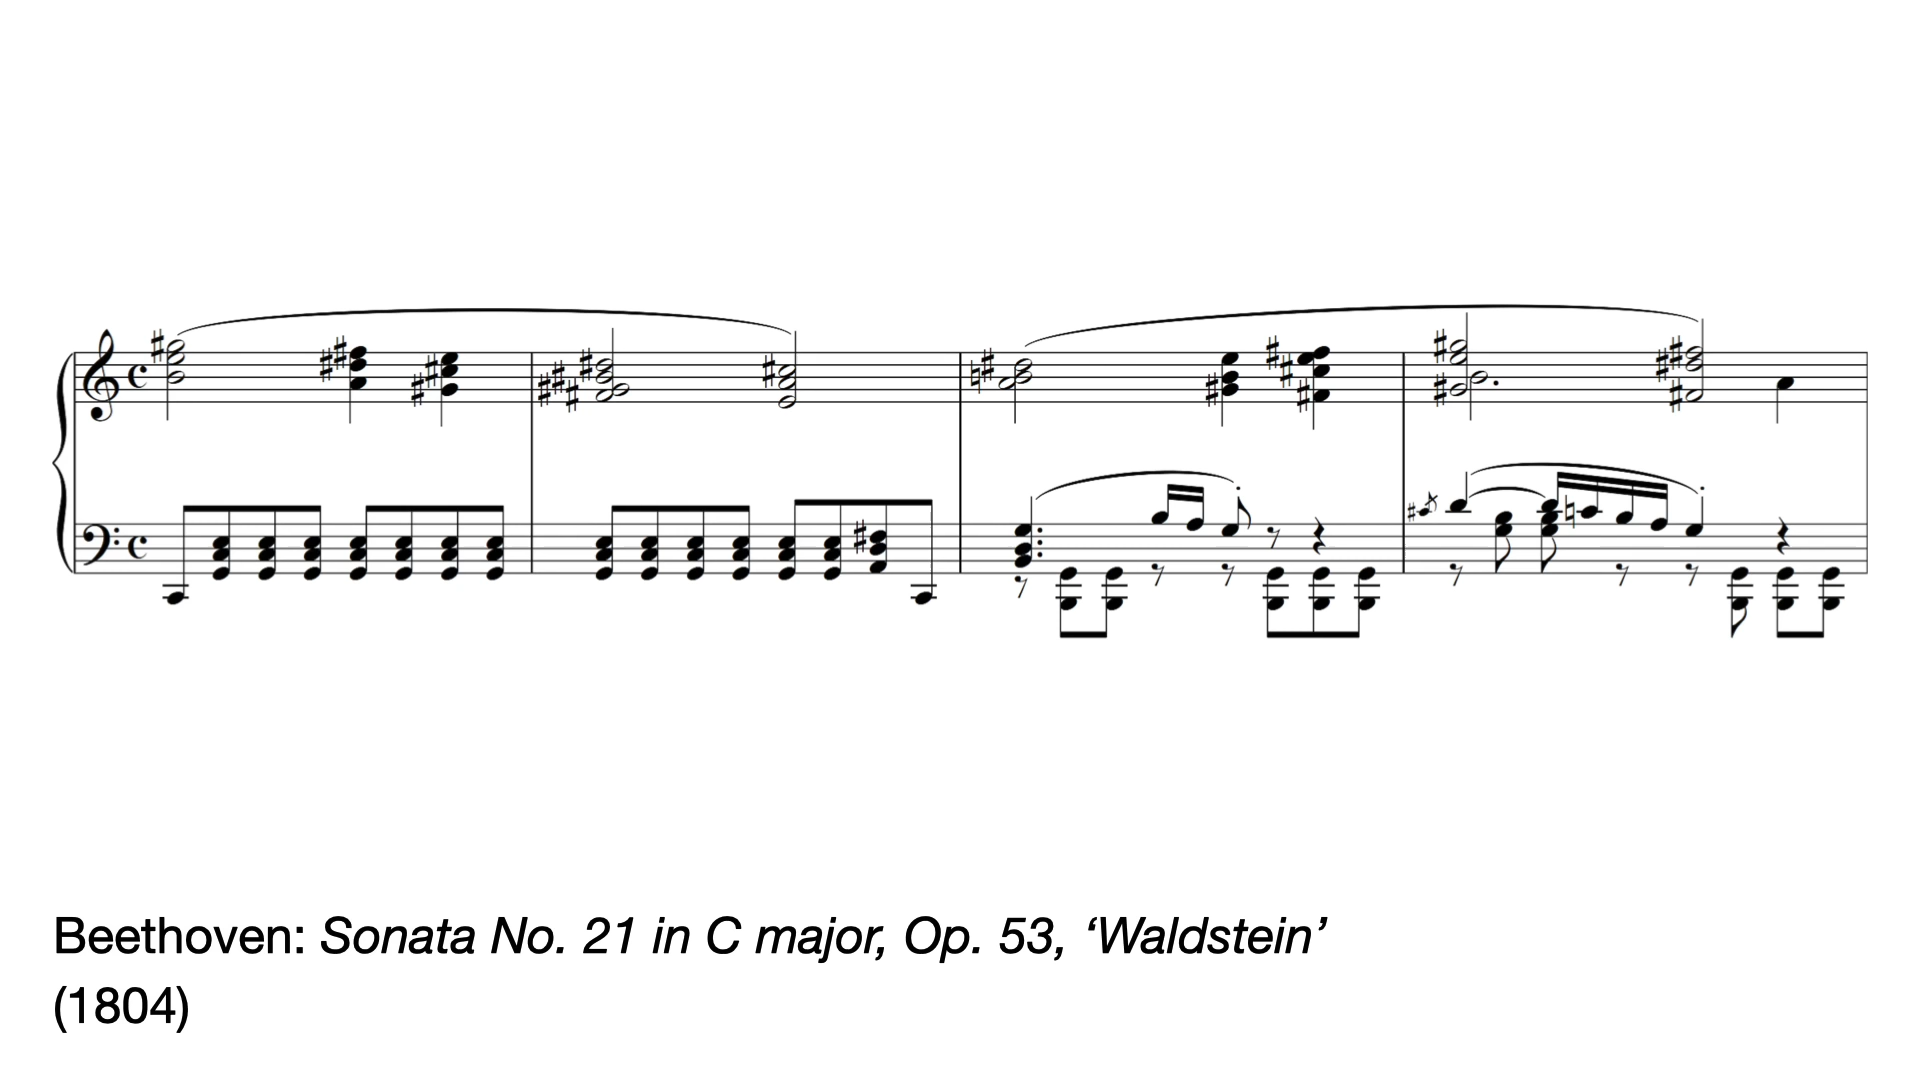 Beethoven: Sonata No. 21 in C major, Op. 53, ‘Waldstein’
(1804)